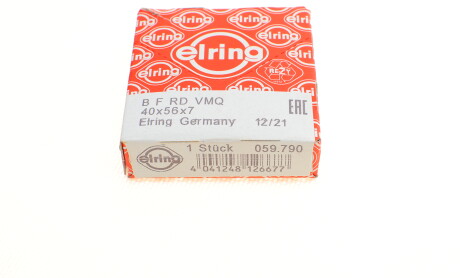 elring
B F RD VMQ
40x56x7
EAC
Elring Germany 12/21
elring
1 Stück 059.790
4 041248 126677